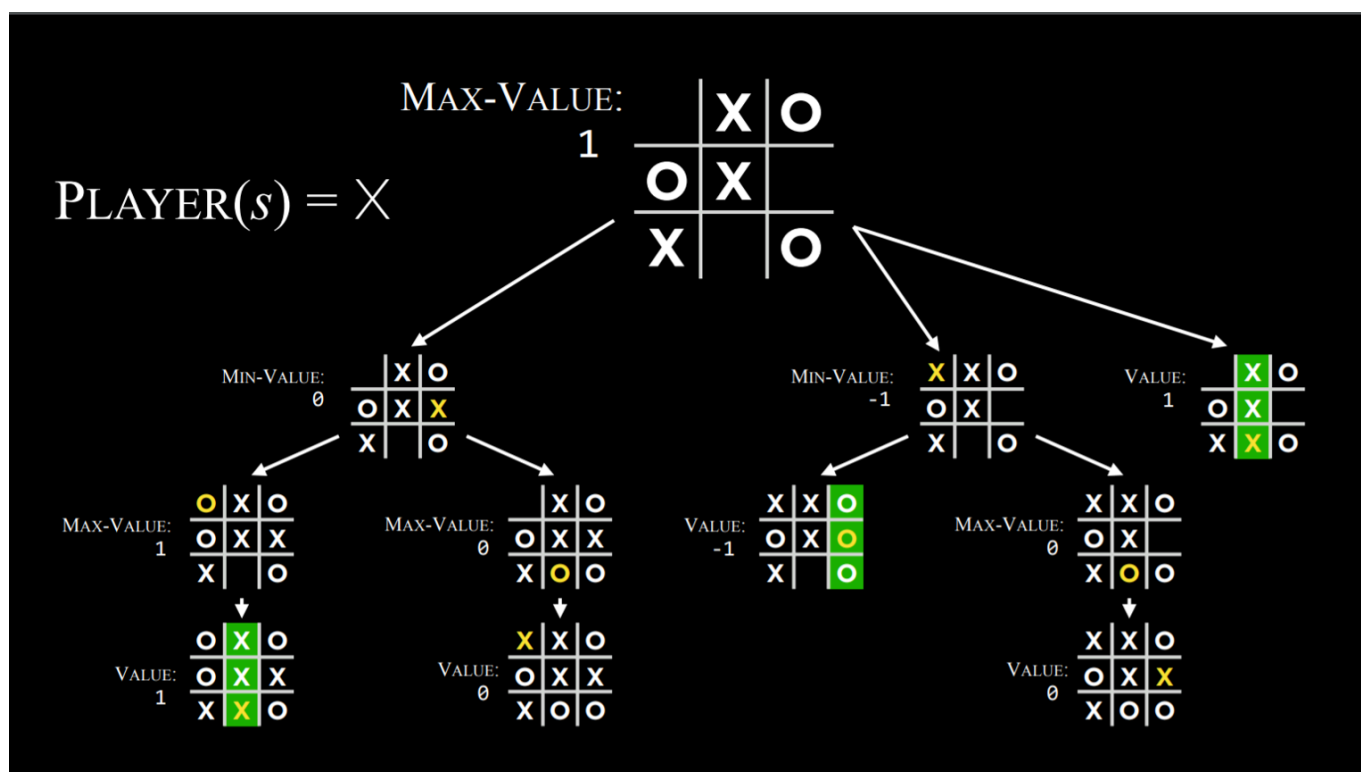 MAX-VALUE:
1
X O
O X
X O
PLAYER(s) = X
MIN-VALUE:
0
X O
O X X
X O
MIN-VALUE:
-1
X X O
O X
X O
VALUE:
1
X O
O X
X X O
MAX-VALUE:
1
O X O
O X X
X O
MAX-VALUE:
0
X O
O X X
X O O
VALUE:
-1
X X O
O X O
X O
MAX-VALUE:
0
X X O
O X
X O O
VALUE:
1
O X O
O X X
X X O
VALUE:
0
X X O
O X X
X O O
VALUE:
0
X X O
O X X
X O O